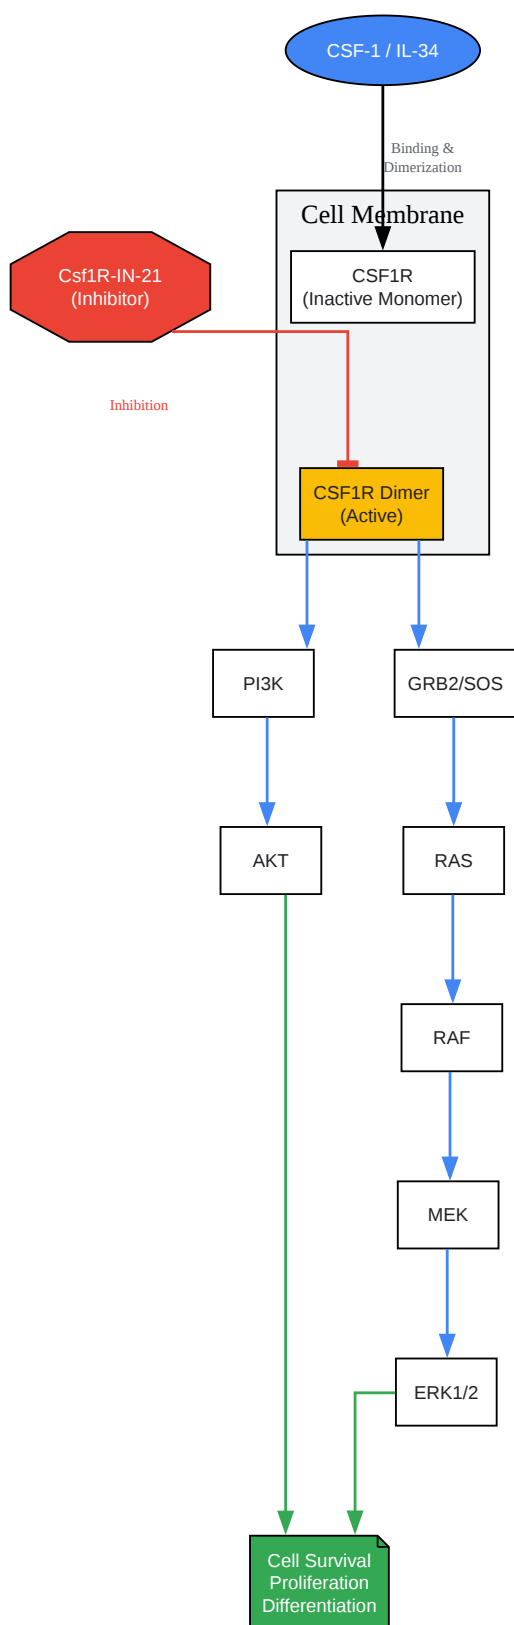 CSF-1 / IL-34
Binding &
Dimerization
Cell Membrane
Csf1R-IN-21
(Inhibitor)
CSF1R
(Inactive Monomer)
Inhibition
CSF1R Dimer
(Active)
PI3K
GRB2/SOS
AKT
RAS
RAF
MEK
ERK1/2
Cell Survival
Proliferation
Differentiation